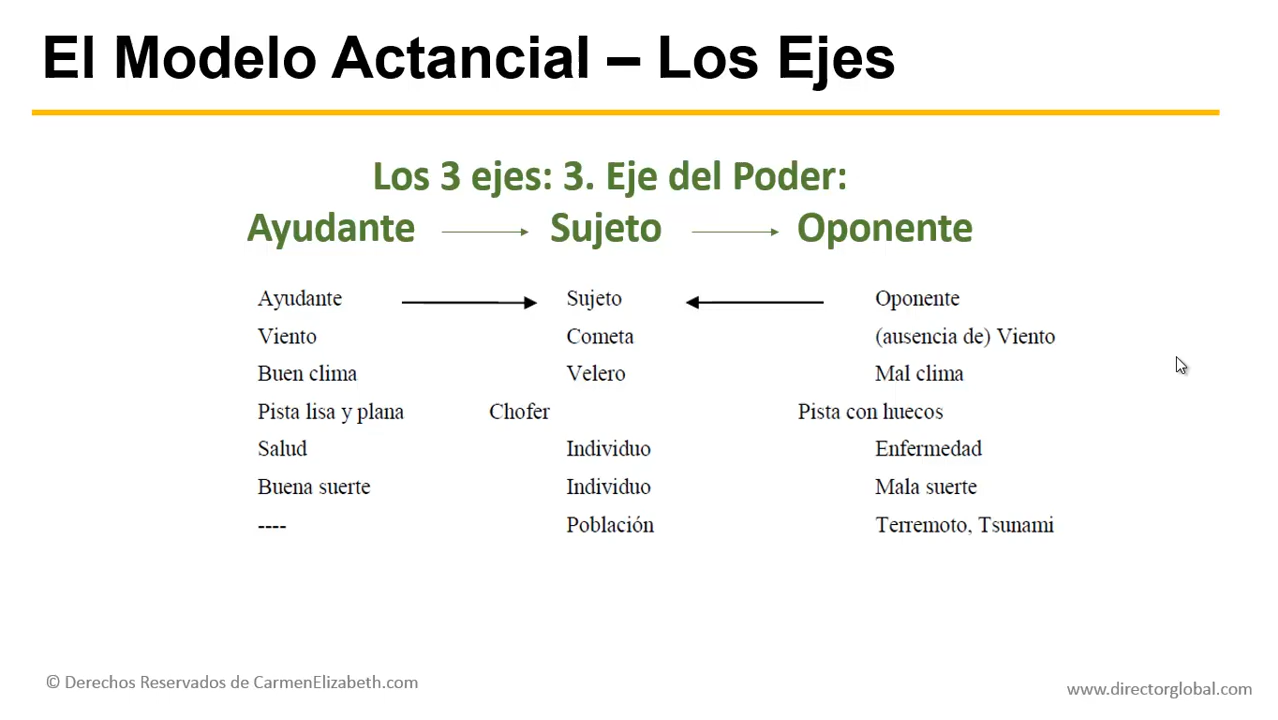 El Modelo Actancial – Los Ejes
Los 3 ejes: 3. Eje del Poder:
Ayudante Sujeto Oponente
Ayudante Sujeto Oponente
Viento Cometa (ausencia de) Viento
Buen clima Velero Mal clima
Pista lisa y plana Chofer Pista con huecos
Salud Individuo Enfermedad
Buena suerte Individuo Mala suerte
---- Población Terremoto, Tsunami
© Derechos Reservados de CarmenElizabeth.com
www.directorglobal.com